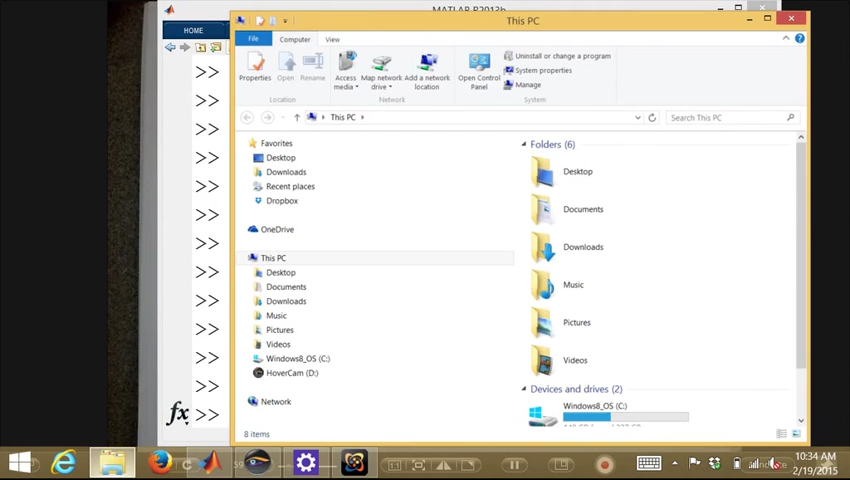 MATLAB R2013b
HOME
This PC
File
Computer
View
Properties
Open
Rename
Access media
Map network drive
Add a network location
Open Control Panel
Uninstall or change a program
System properties
Manage
Location
Network
System
This PC
Search This PC
Favorites
Desktop
Downloads
Recent places
Dropbox
OneDrive
This PC
Desktop
Documents
Downloads
Music
Pictures
Videos
Windows8_OS (C:)
HoverCam (D:)
Network
Folders (6)
Desktop
Documents
Downloads
Music
Pictures
Videos
Devices and drives (2)
Windows8_OS (C:)
8 items
>>
>>
>>
>>
>>
>>
>>
>>
>>
>>
>>
>>
fx >>
10:34 AM
2/19/2015